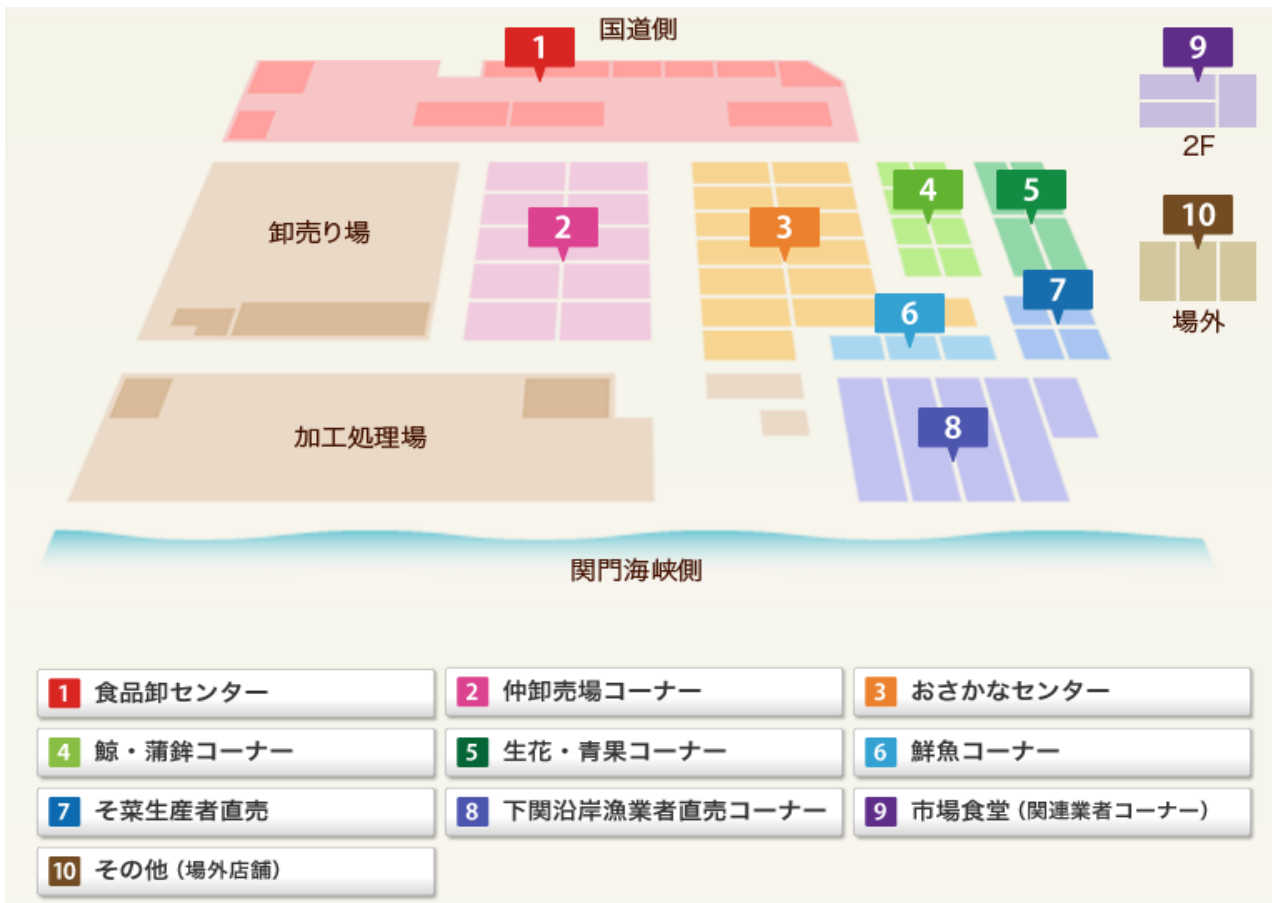 国道側
1
9
2F
4
5
卸売り場
2
3
10
7
6
場外
8
加工処理場
関門海峡側
1 食品卸センター
2 仲卸売場コーナー
3 おさかなセンター
4 鯨・蒲鉾コーナー
5 生花・青果コーナー
6 鮮魚コーナー
7 そ菜生産者直売
8 下関沿岸漁業者直売コーナー
9 市場食堂（関連業者コーナー）
10 その他（場外店舗）